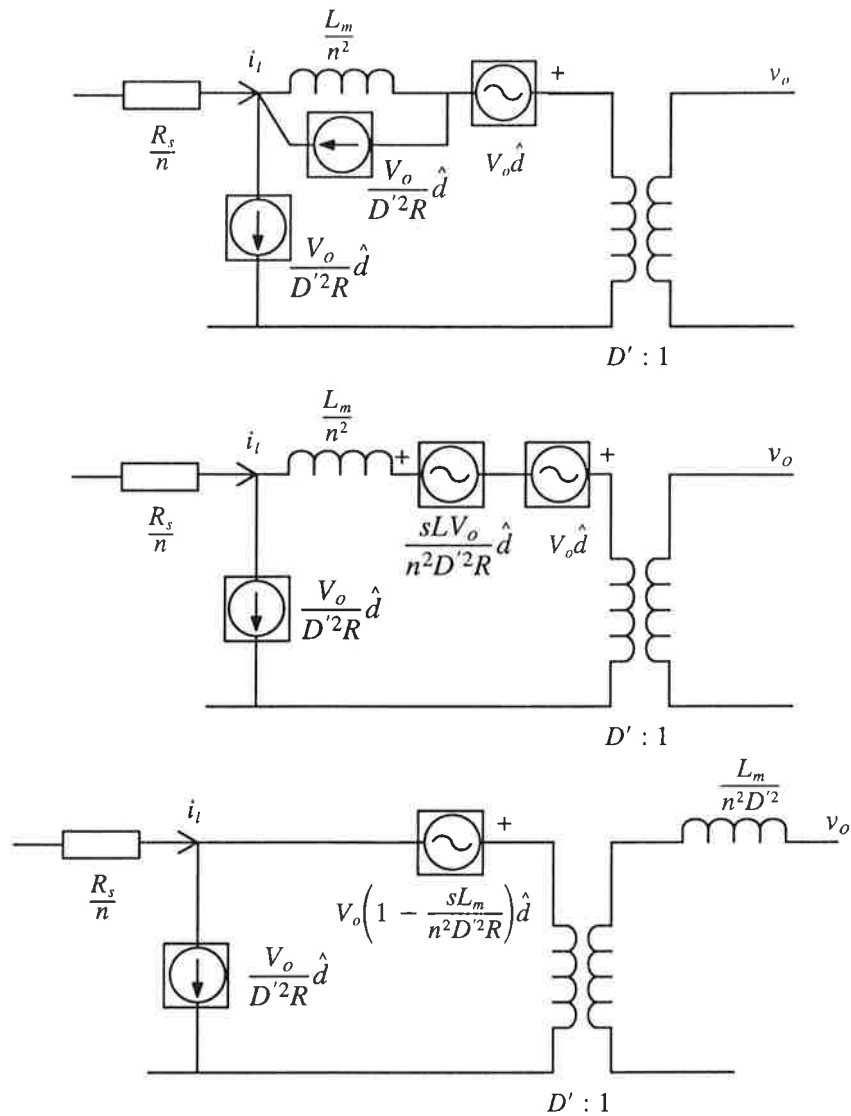 L_m/n^2
i_l
+
v_o
R_s/n
V_o d̂
V_o/(D'^2 R) d̂
V_o/(D'^2 R) d̂
D' : 1
L_m/n^2
i_l
+
+
v_o
R_s/n
sLV_o/(n^2 D'^2 R) d̂
V_o d̂
V_o/(D'^2 R) d̂
D' : 1
L_m/(n^2 D'^2)
i_l
+
v_o
R_s/n
V_o(1 − sL_m/(n^2 D'^2 R)) d̂
V_o/(D'^2 R) d̂
D' : 1